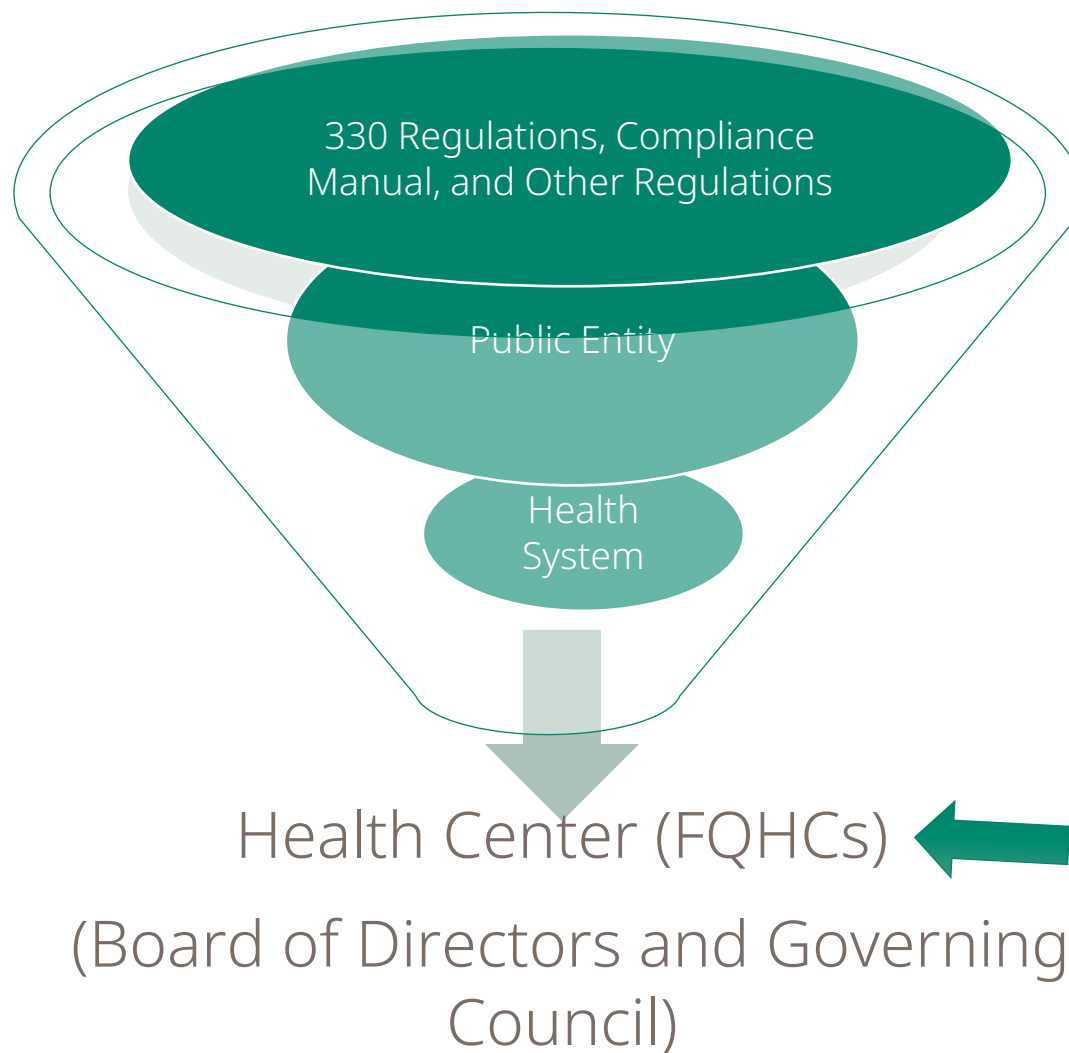 330 Regulations, Compliance
Manual, and Other Regulations
Public Entity
Health
System
Health Center (FQHCs)
(Board of Directors and Governing
Council)